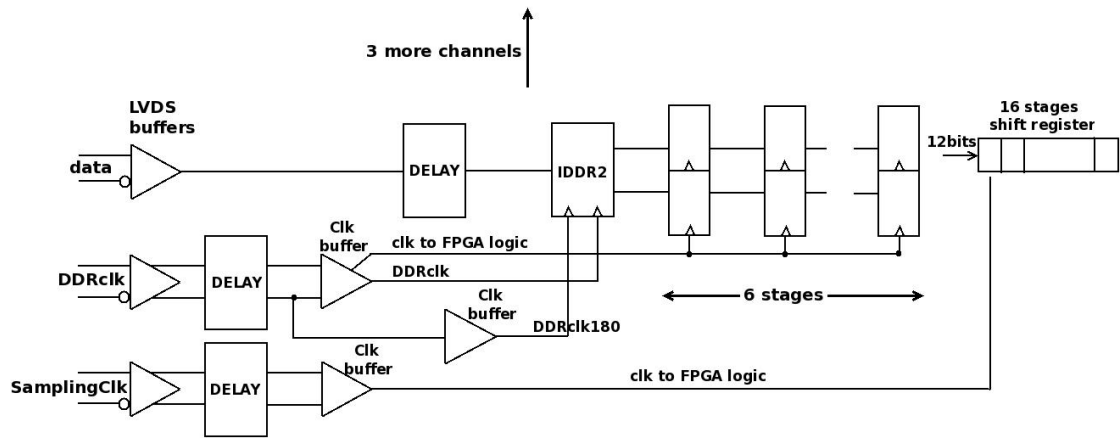 3 more channels
LVDS
buffers
16 stages
shift register
12bits
data
DELAY
IDDR2
Clk
buffer
clk to FPGA logic
DDRclk
DELAY
DDRclk
6 stages
Clk
buffer
DDRclk180
Clk
buffer
SamplingClk
DELAY
clk to FPGA logic